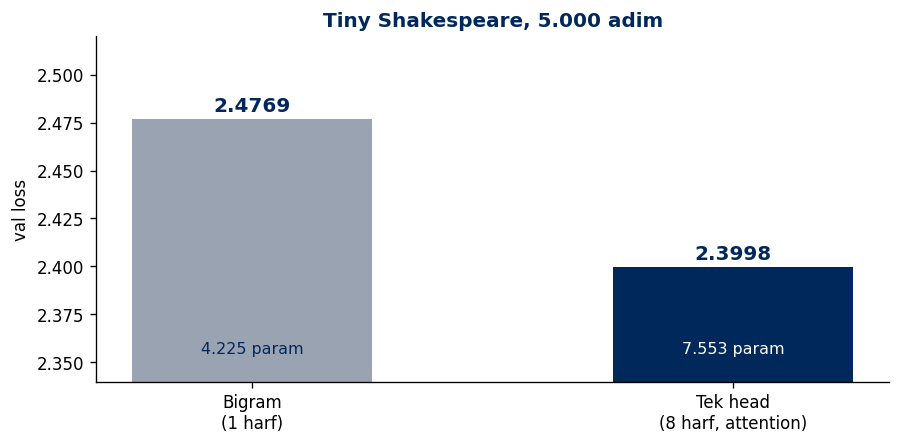 Tiny Shakespeare, 5.000 adim
val loss
2.500
2.475
2.450
2.425
2.400
2.375
2.350
2.4769
4.225 param
2.3998
7.553 param
Bigram
(1 harf)
Tek head
(8 harf, attention)